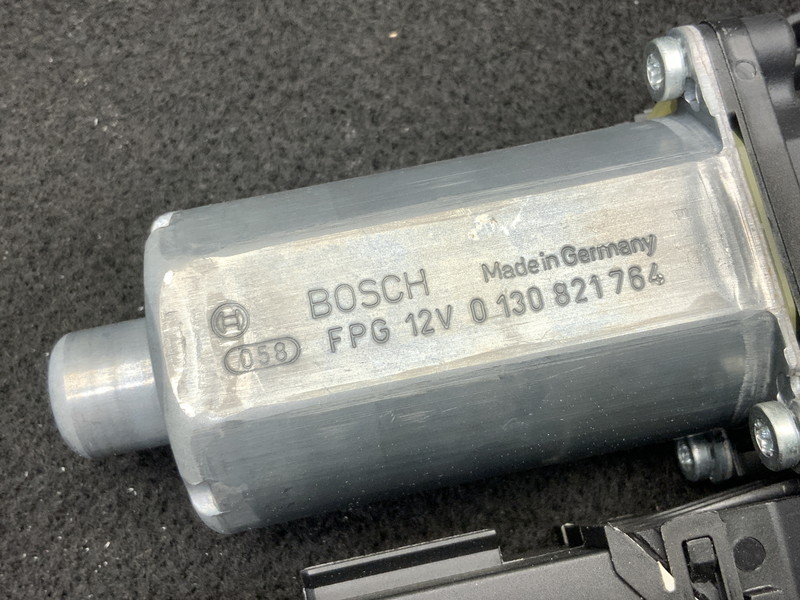 BOSCH Made in Germany
058 FPG 12V 0 130 821 764